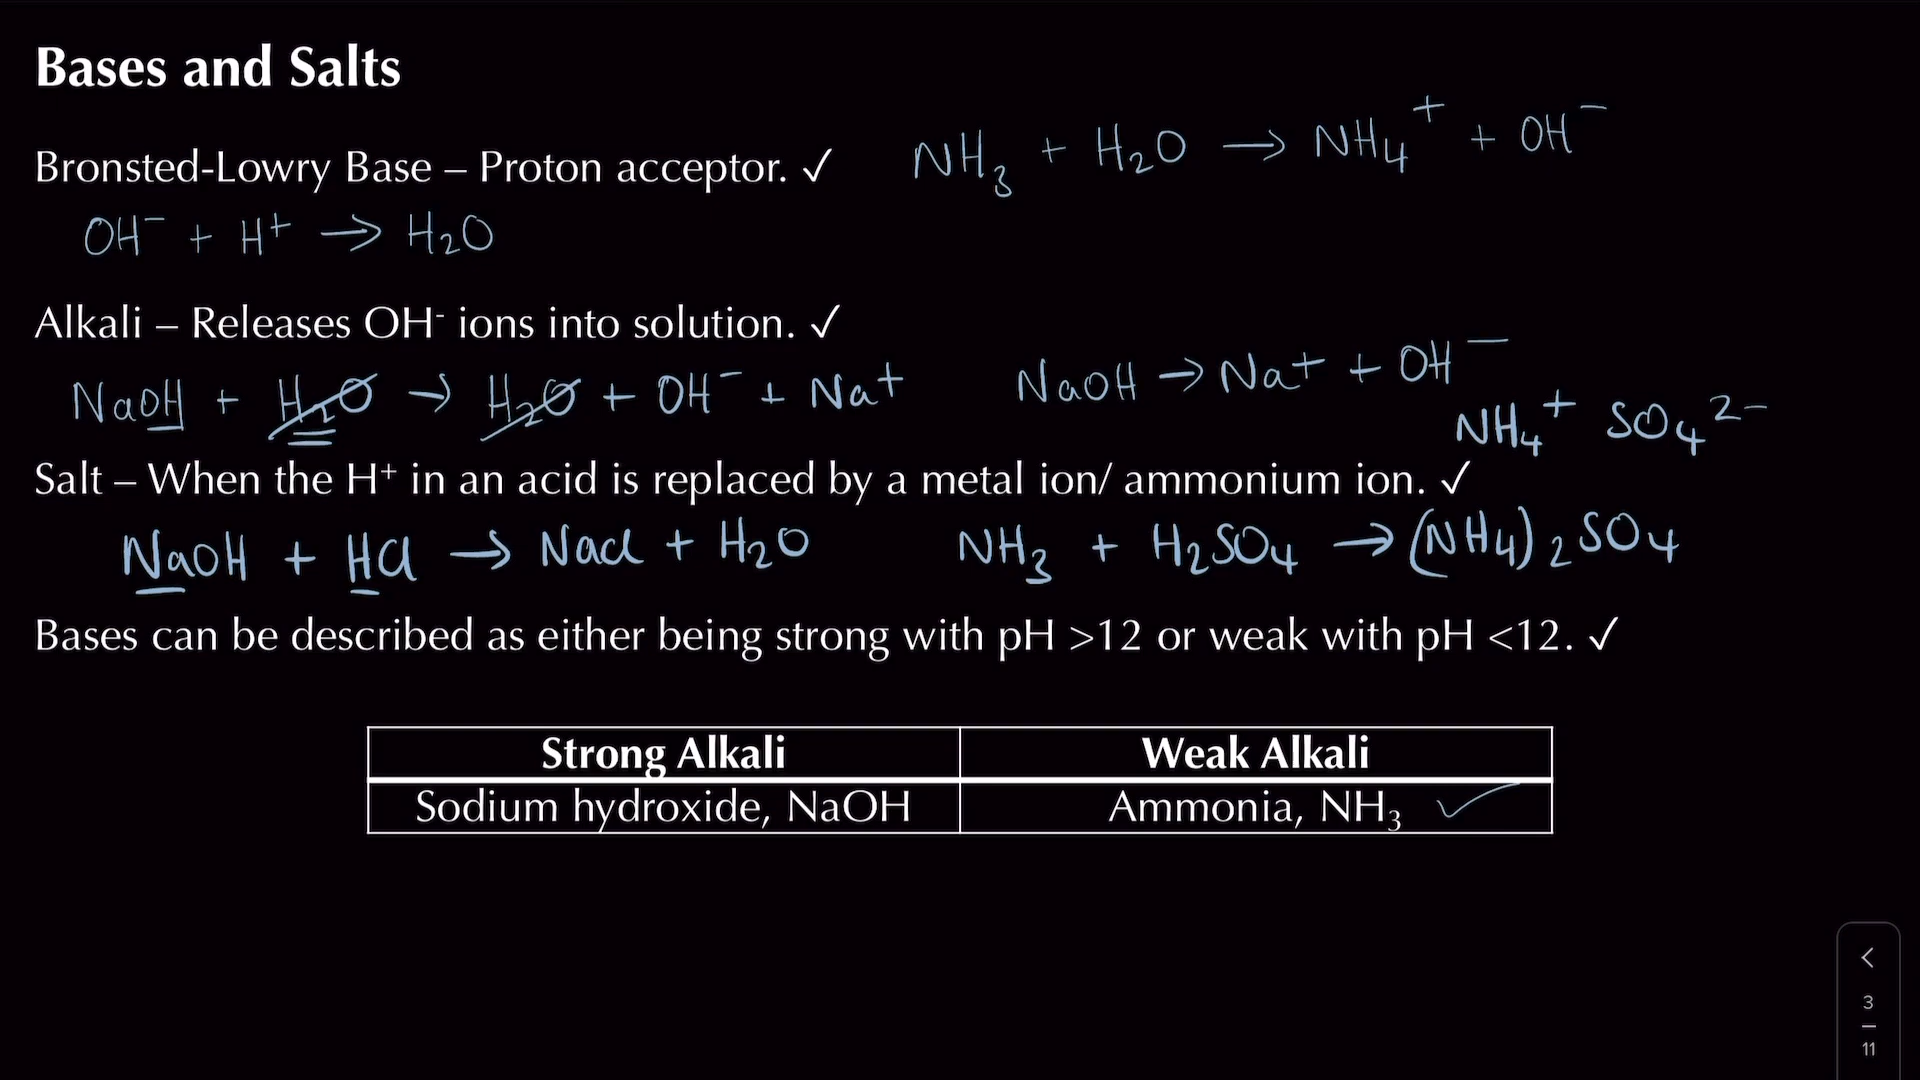 Bases and Salts
Bronsted-Lowry Base – Proton acceptor. ✓
NH₃ + H₂O → NH₄⁺ + OH⁻
OH⁻ + H⁺ → H₂O
Alkali – Releases OH⁻ ions into solution. ✓
NaOH + H₂O → H₂O + OH⁻ + Na⁺
NaOH → Na⁺ + OH⁻
NH₄⁺ SO₄²⁻
Salt – When the H⁺ in an acid is replaced by a metal ion/ ammonium ion. ✓
NaOH + HCl → NaCl + H₂O
NH₃ + H₂SO₄ → (NH₄)₂SO₄
Bases can be described as either being strong with pH >12 or weak with pH <12. ✓
Strong Alkali
Weak Alkali
Sodium hydroxide, NaOH
Ammonia, NH₃ ✓
3
11